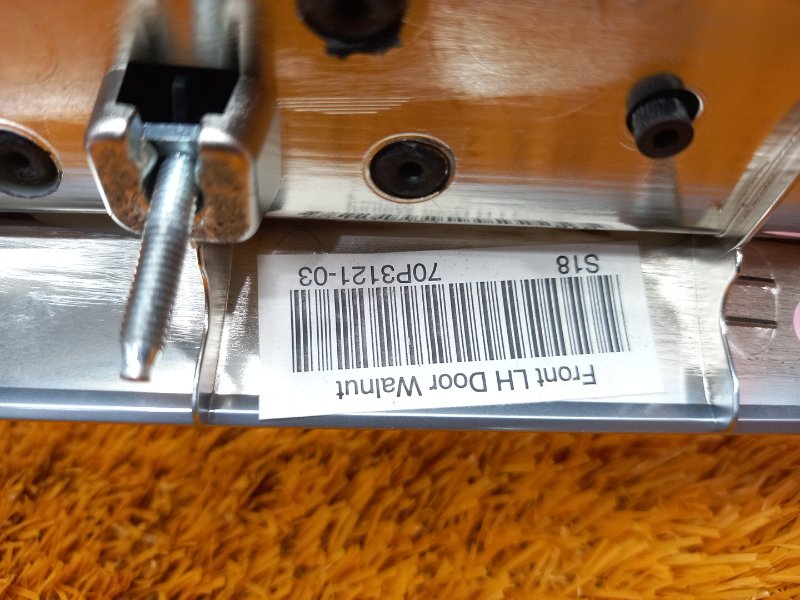 Front LH Door Walnut
S18 70P3121-03